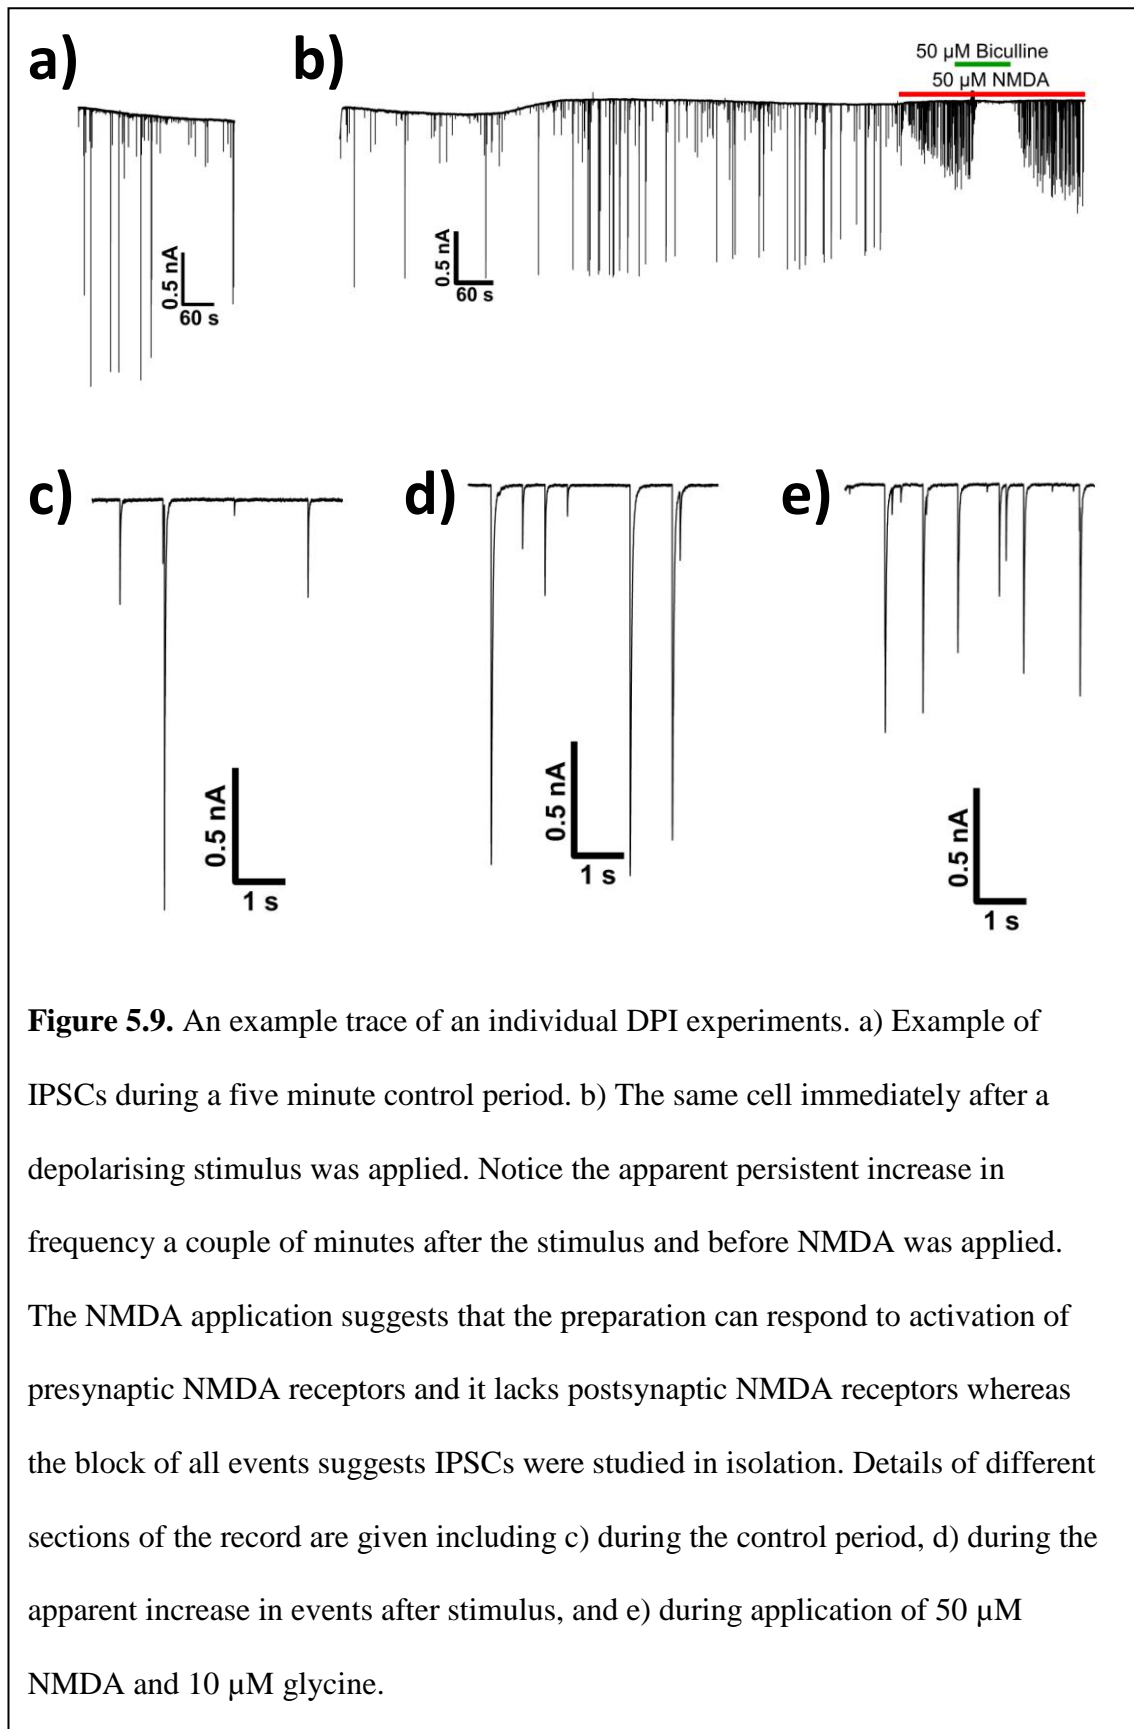 a)
b)
50 µM Biculline
50 µM NMDA
0.5 nA
60 s
0.5 nA
60 s
c)
d)
e)
0.5 nA
1 s
0.5 nA
1 s
0.5 nA
1 s
Figure 5.9. An example trace of an individual DPI experiments. a) Example of
IPSCs during a five minute control period. b) The same cell immediately after a
depolarising stimulus was applied. Notice the apparent persistent increase in
frequency a couple of minutes after the stimulus and before NMDA was applied.
The NMDA application suggests that the preparation can respond to activation of
presynaptic NMDA receptors and it lacks postsynaptic NMDA receptors whereas
the block of all events suggests IPSCs were studied in isolation. Details of different
sections of the record are given including c) during the control period, d) during the
apparent increase in events after stimulus, and e) during application of 50 µM
NMDA and 10 µM glycine.